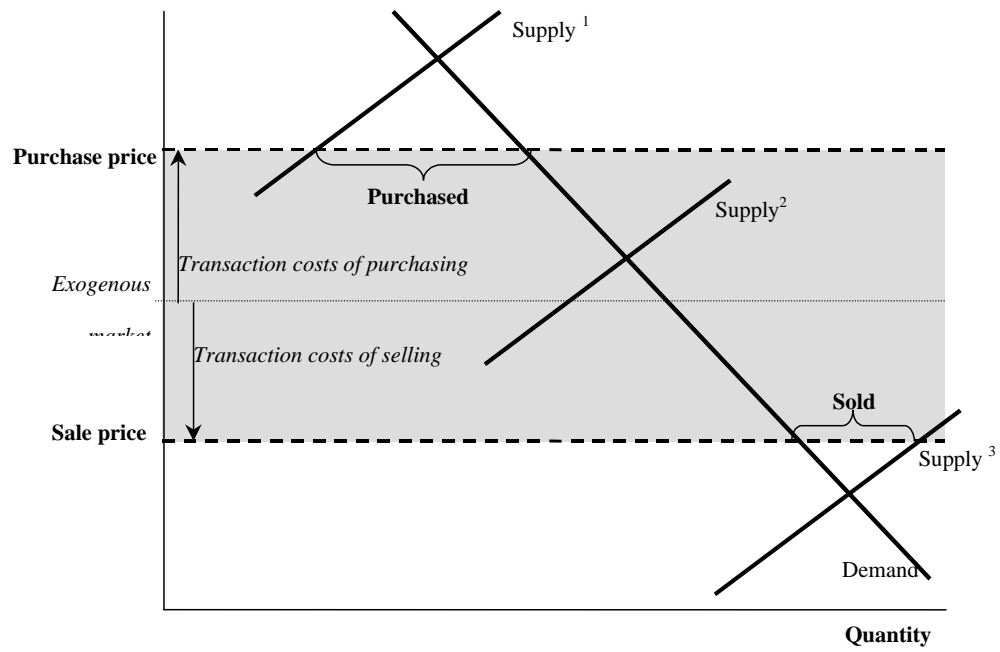 Supply 1
Purchase price
Purchased
Supply2
Transaction costs of purchasing
Exogenous
market
Transaction costs of selling
Sold
Sale price
Supply 3
Demand
Quantity